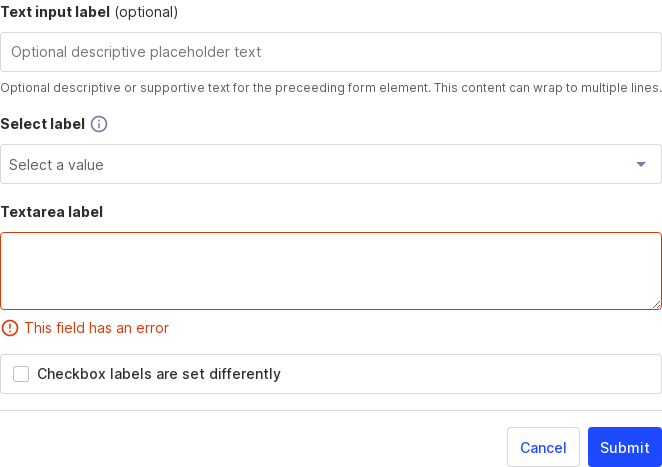 Text input label (optional)
Optional descriptive placeholder text
Optional descriptive or supportive text for the preceeding form element. This content can wrap to multiple lines.
Select label
Select a value
Textarea label
This field has an error
Checkbox labels are set differently
Cancel
Submit